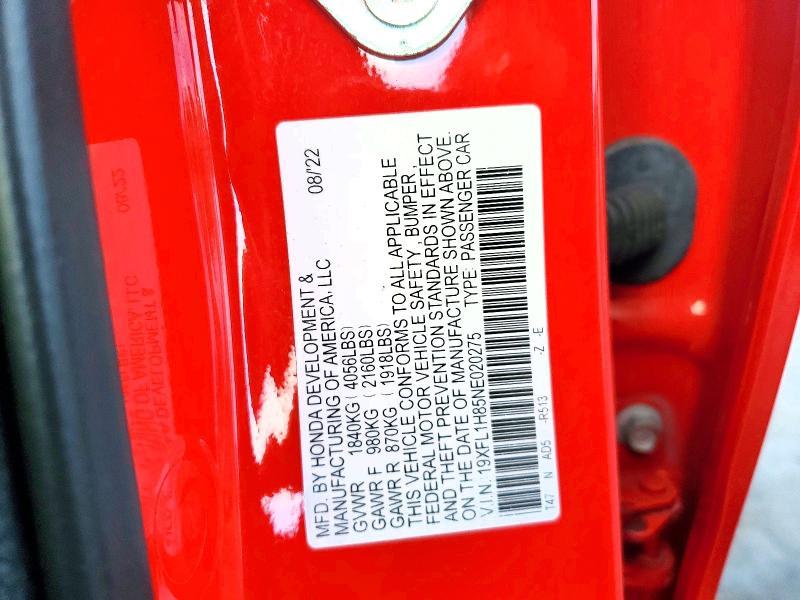 MFD. BY HONDA DEVELOPMENT &
MANUFACTURING OF AMERICA, LLC 08/'22
GVWR 1840KG (4056LBS)
GAWR F 980KG (2160LBS)
GAWR R 870KG (1918LBS)
THIS VEHICLE CONFORMS TO ALL APPLICABLE
FEDERAL MOTOR VEHICLE SAFETY, BUMPER,
AND THEFT PREVENTION STANDARDS IN EFFECT
ON THE DATE OF MANUFACTURE SHOWN ABOVE.
V.I.N. 19XFL1H85NE020275 TYPE: PASSENGER CAR
147 N AD5 -R513 -Z -E